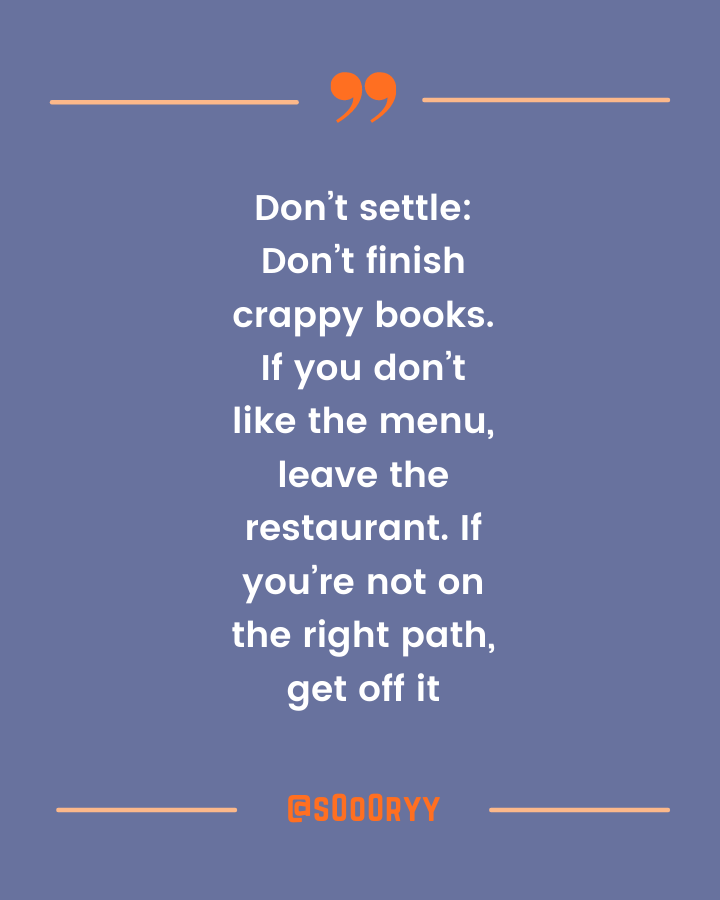 ”
Don’t settle:
Don’t finish
crappy books.
If you don’t
like the menu,
leave the
restaurant. If
you’re not on
the right path,
get off it
@sOoORYY